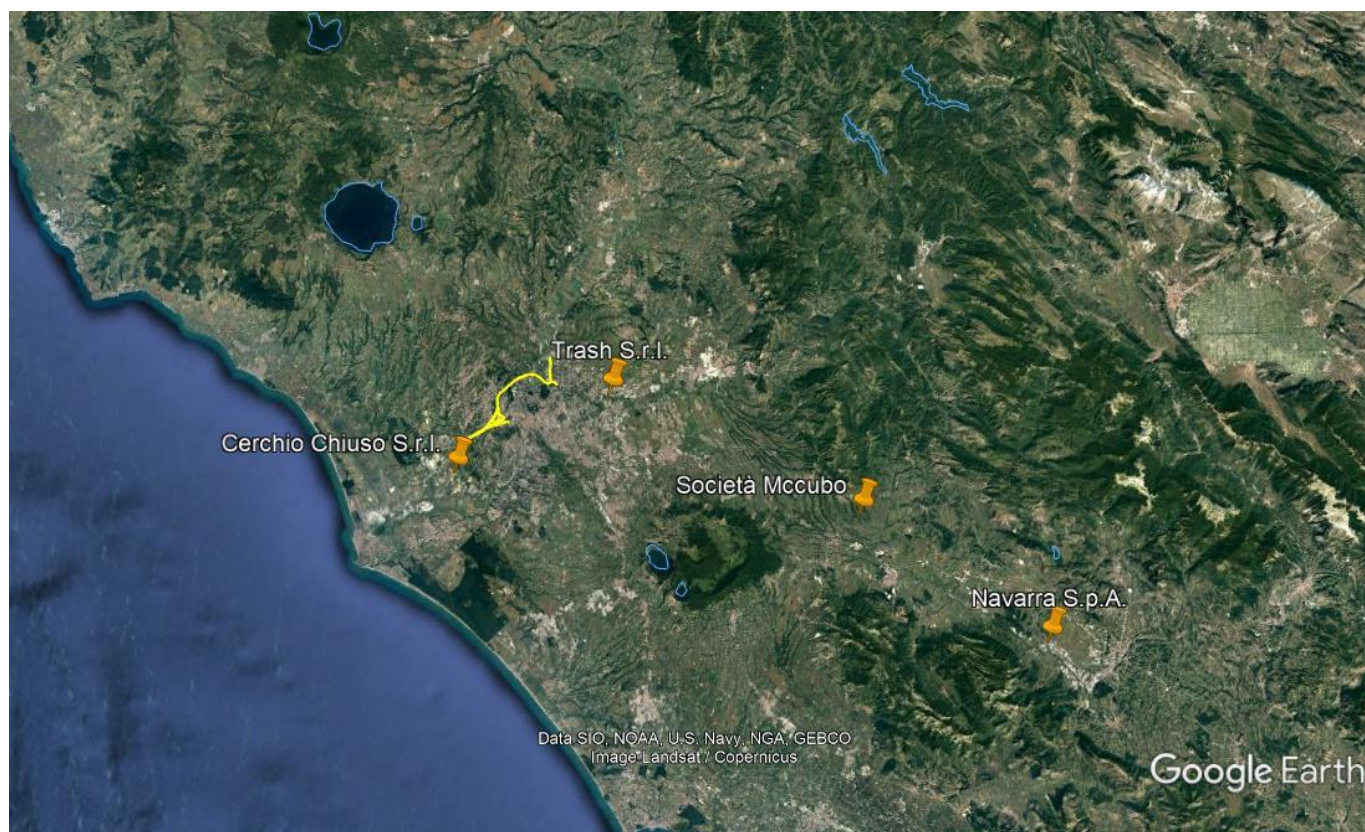 Trash S.r.l.
Cerchio Chiuso S.r.l.
Società Mccubo
Navarra S.p.A.
Data SIO, NOAA, U.S. Navy, NGA, GEBCO
Image Landsat / Copernicus
Google Earth